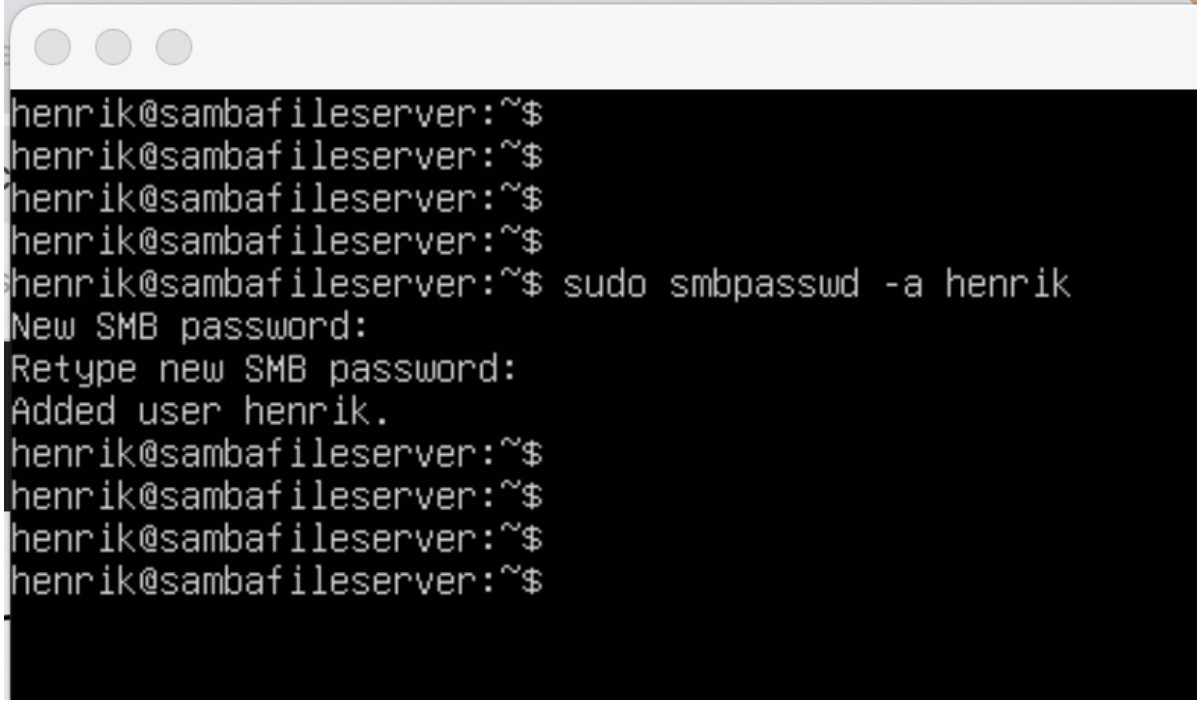 henrik@sambafileserver:~$
henrik@sambafileserver:~$
henrik@sambafileserver:~$
henrik@sambafileserver:~$
henrik@sambafileserver:~$ sudo smbpasswd -a henrik
New SMB password:
Retype new SMB password:
Added user henrik.
henrik@sambafileserver:~$
henrik@sambafileserver:~$
henrik@sambafileserver:~$
henrik@sambafileserver:~$